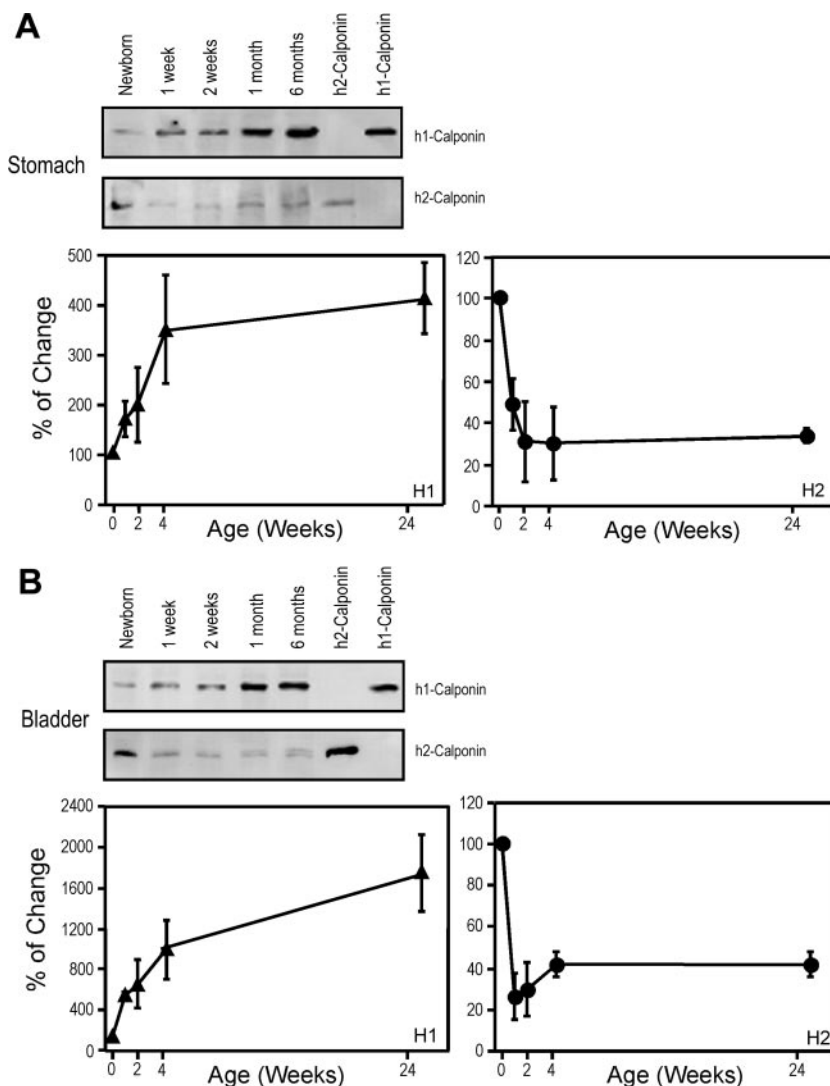 A
Newborn
1 week
2 weeks
1 month
6 months
h2-Calponin
h1-Calponin
h1-Calponin
Stomach
h2-Calponin
% of Change
500
400
300
200
100
0
0 2 4 24
H1
Age (Weeks)
120
100
80
60
40
20
0
0 2 4 24
H2
Age (Weeks)
B
Newborn
1 week
2 weeks
1 month
6 months
h2-Calponin
h1-Calponin
h1-Calponin
Bladder
h2-Calponin
% of Change
2400
2000
1600
1200
800
400
0
0 2 4 24
H1
Age (Weeks)
120
100
80
60
40
20
0
0 2 4 24
H2
Age (Weeks)